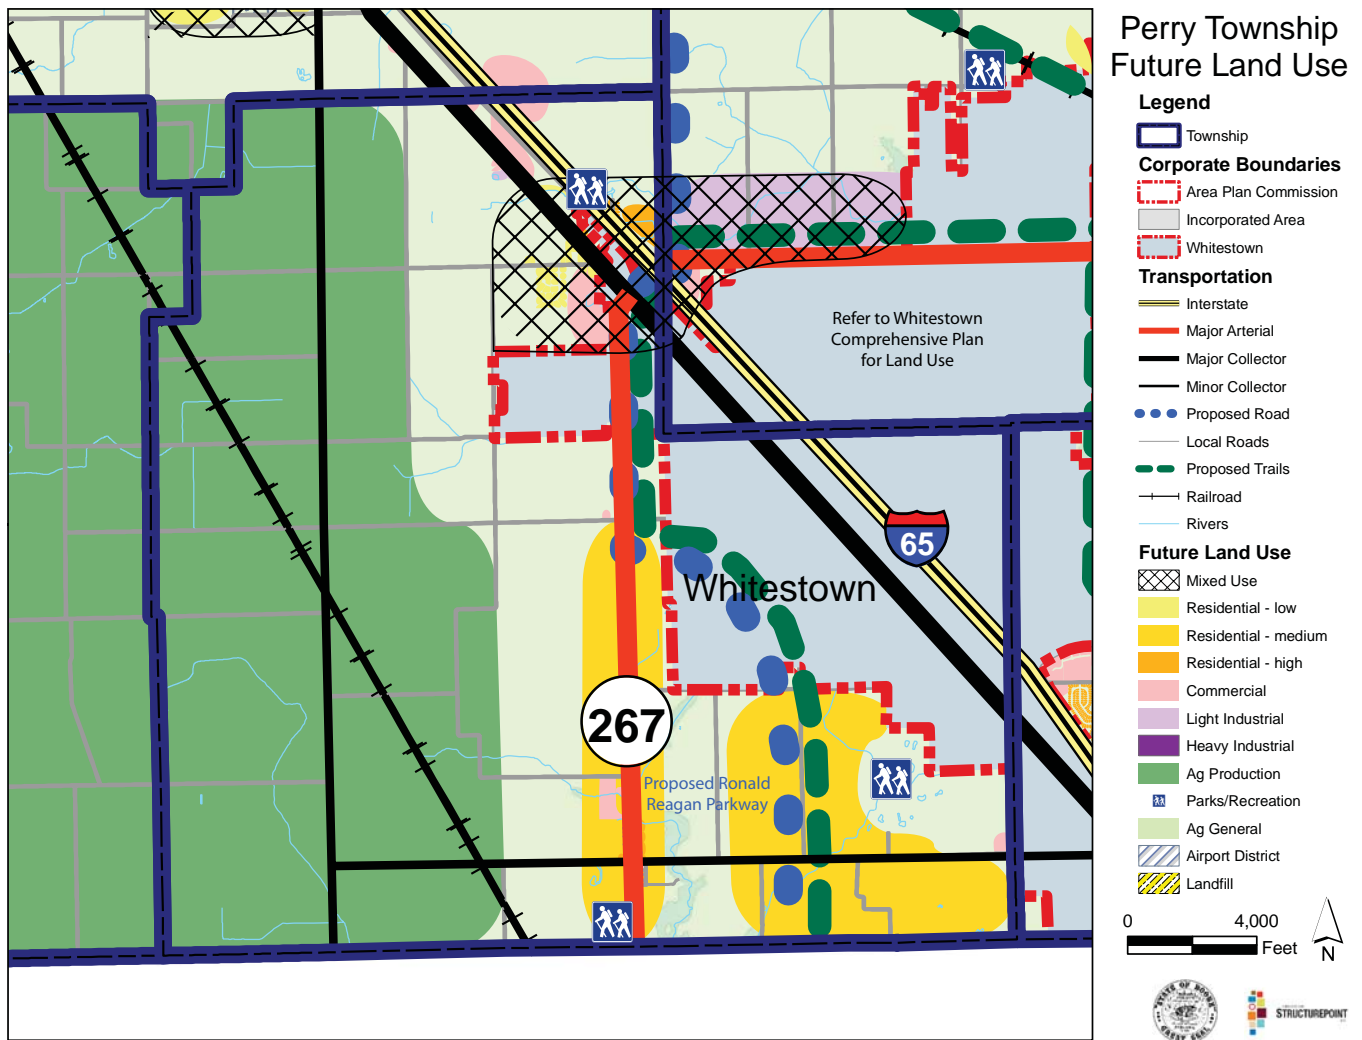 Perry Township
Future Land Use
Legend
Township
Corporate Boundaries
Area Plan Commission
Incorporated Area
Whitestown
Transportation
Interstate
Major Arterial
Major Collector
Minor Collector
Proposed Road
Local Roads
Proposed Trails
Railroad
Rivers
Future Land Use
Mixed Use
Residential - low
Residential - medium
Residential - high
Commercial
Light Industrial
Heavy Industrial
Ag Production
Parks/Recreation
Ag General
Airport District
Landfill
0 4,000
Feet
N
STRUCTUREPOINT
Refer to Whitestown
Comprehensive Plan
for Land Use
65
Whitestown
267
Proposed Ronald
Reagan Parkway